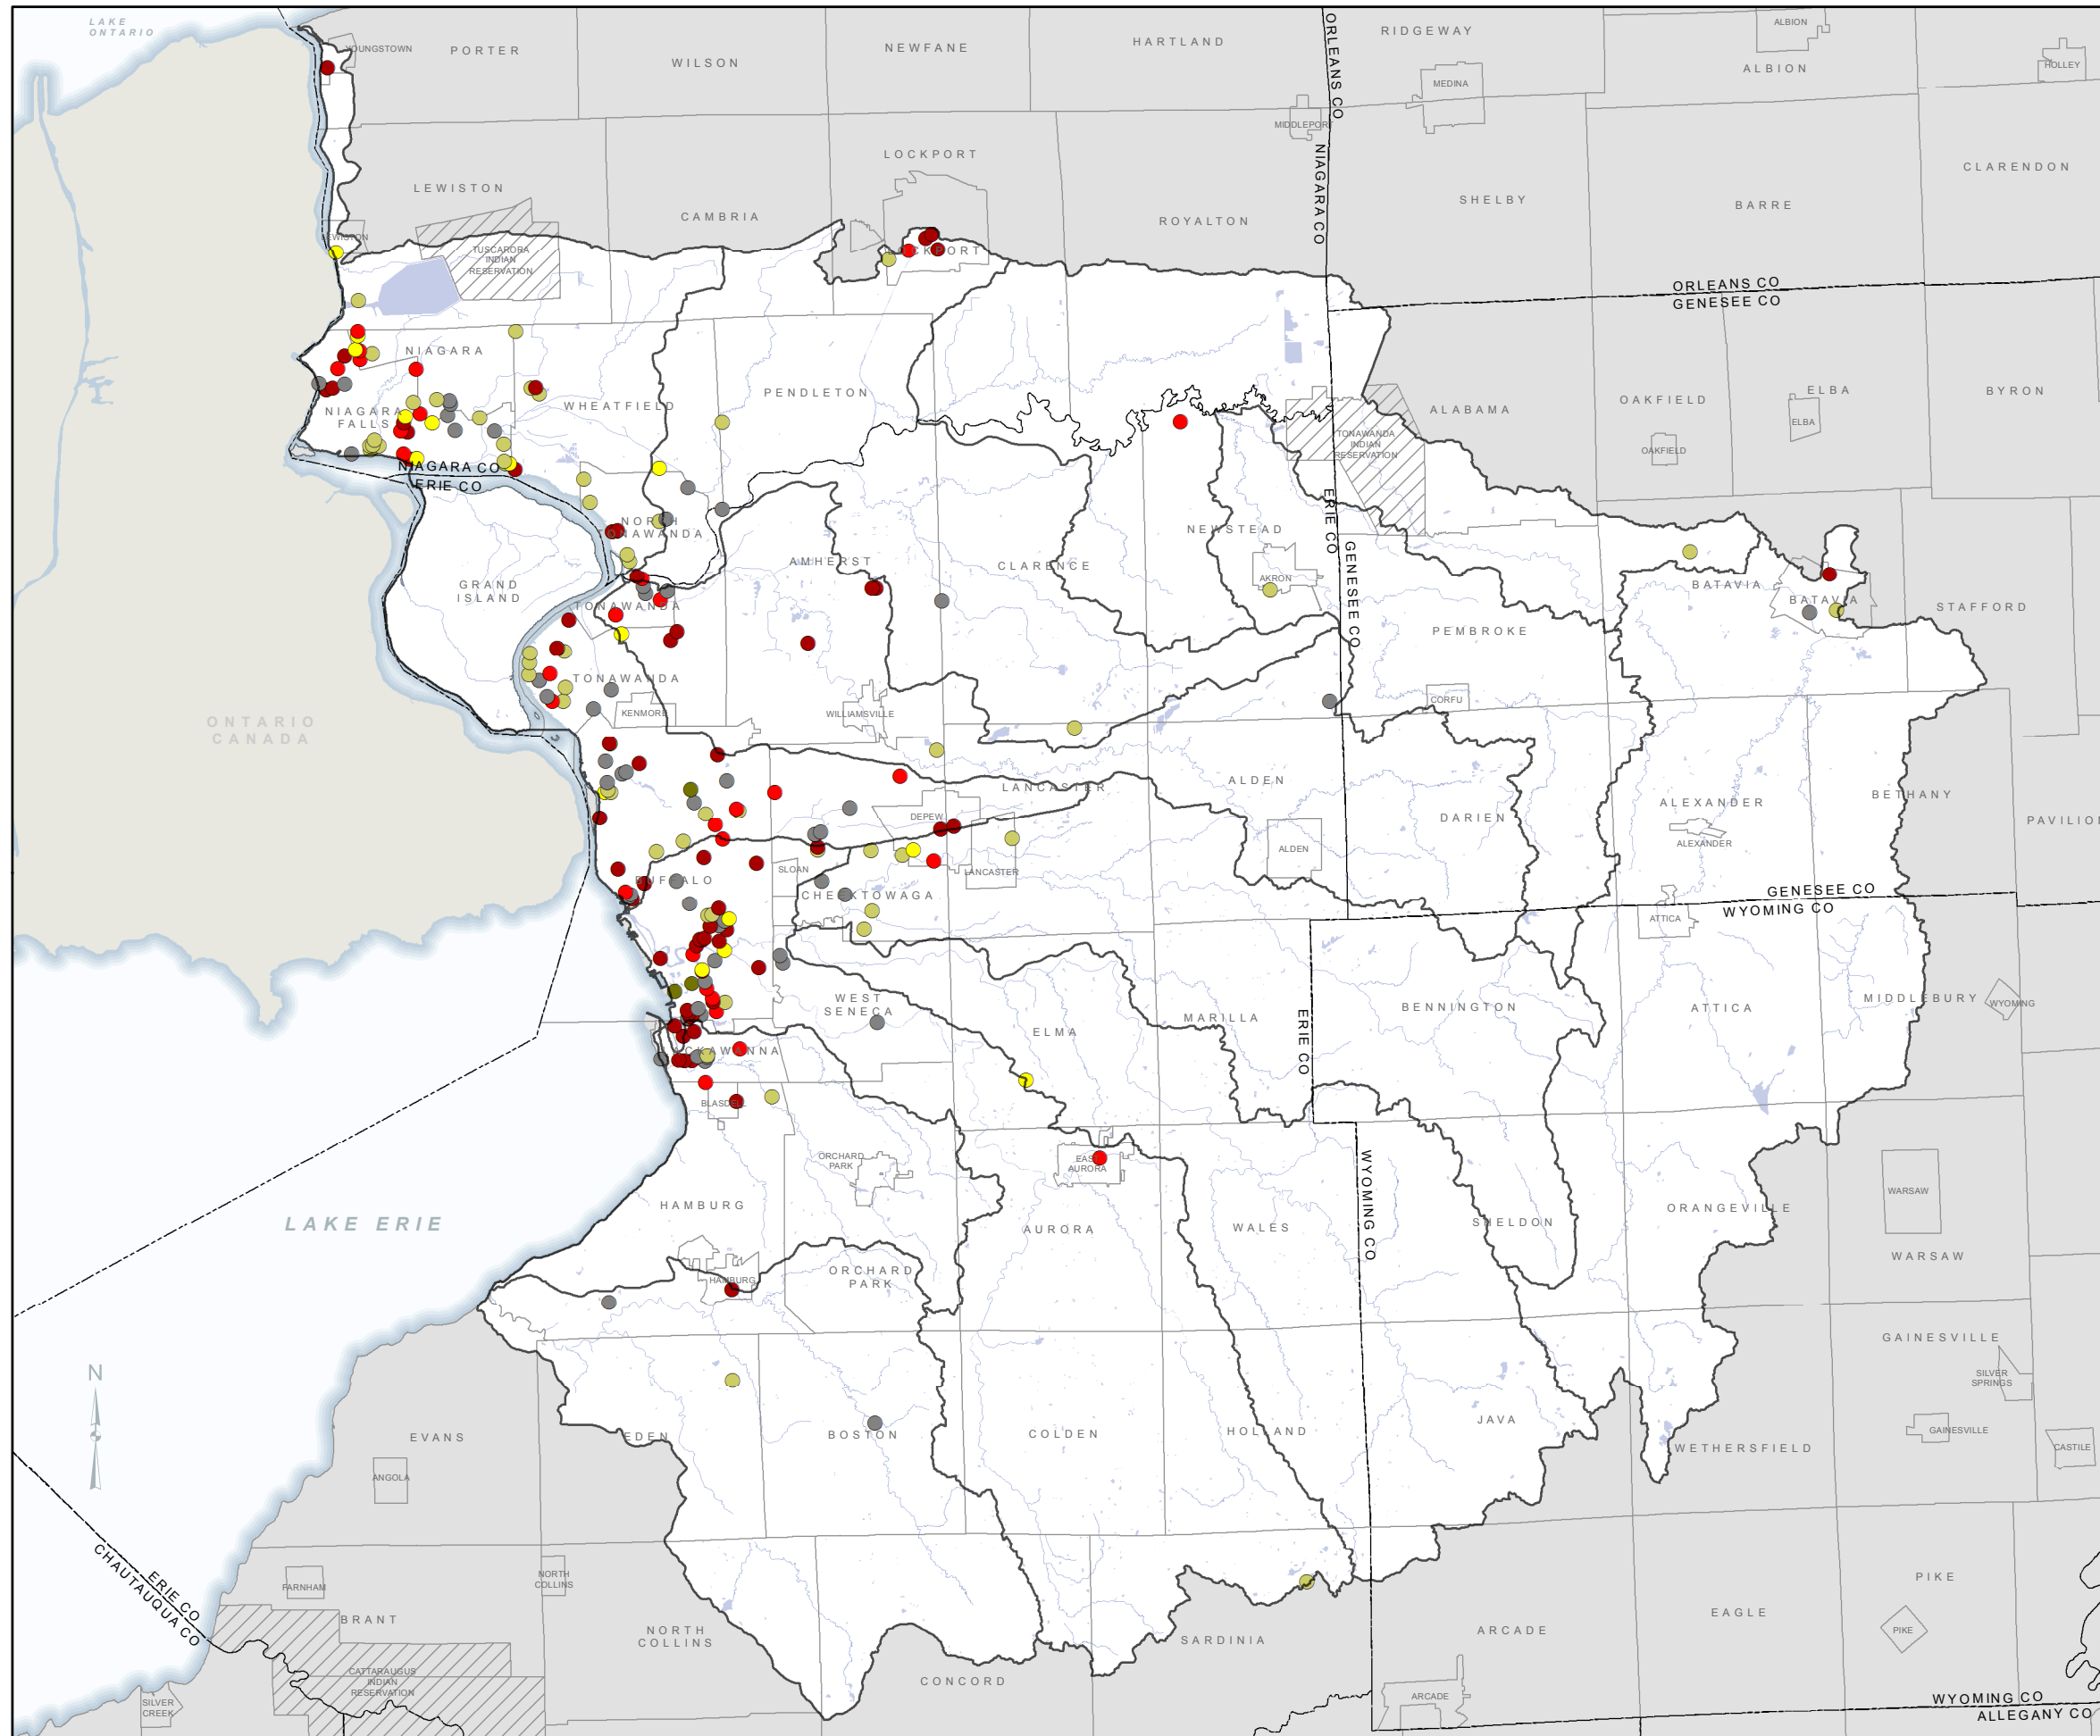 LAKE
ONTARIO
YOUNGSTOWN
PORTER
WILSON
NEWFANE
HARTLAND
ORLEANS CO
NIAGARA CO
RIDGEWAY
MEDINA
MIDDLEPORT
ALBION
ALBION
HOLLEY
LEWISTON
LEWISTON
TUSCARORA
INDIAN
RESERVATION
CAMBRIA
LOCKPORT
LOCKPORT
ROYALTON
SHELBY
BARRE
CLARENDON
ORLEANS CO
GENESEE CO
NIAGARA
NIAGARA
FALLS
WHEATFIELD
PENDLETON
TONAWANDA
INDIAN
RESERVATION
ALABAMA
OAKFIELD
OAKFIELD
ELBA
ELBA
BYRON
NIAGARA CO
ERIE CO
GRAND
ISLAND
NORTH
TONAWANDA
TONAWANDA
TONAWANDA
KENMORE
AMHERST
WILLIAMSVILLE
CLARENCE
NEWSTEAD
AKRON
ERIE CO
GENESEE CO
PEMBROKE
CORFU
BATAVIA
BATAVIA
STAFFORD
ONTARIO
CANADA
LANCASTER
DEPEW
LANCASTER
SLOAN
BUFFALO
CHEEKTOWAGA
ALDEN
ALDEN
DARIEN
ALEXANDER
ALEXANDER
BETHANY
PAVILION
GENESEE CO
WYOMING CO
ATTICA
WEST
SENECA
ELMA
MARILLA
ERIE CO
BENNINGTON
ATTICA
MIDDLEBURY
WYOMING
LACKAWANNA
BLASDELL
ORCHARD
PARK
EAST
AURORA
HAMBURG
AURORA
WALES
WYOMING CO
SHELDON
ORANGEVILLE
WARSAW
WARSAW
LAKE ERIE
HAMBURG
ORCHARD
PARK
N
GAINESVILLE
SILVER
SPRINGS
GAINESVILLE
CASTILE
EVANS
ANGOLA
EDEN
BOSTON
COLDEN
HOLLAND
JAVA
WETHERSFIELD
ERIE CO
CHAUTAUQUA CO
FARNHAM
BRANT
NORTH
COLLINS
NORTH
COLLINS
CONCORD
SARDINIA
ARCADE
ARCADE
EAGLE
PIKE
PIKE
CATTARAUGUS
INDIAN
RESERVATION
SILVER
CREEK
WYOMING CO
ALLEGANY CO